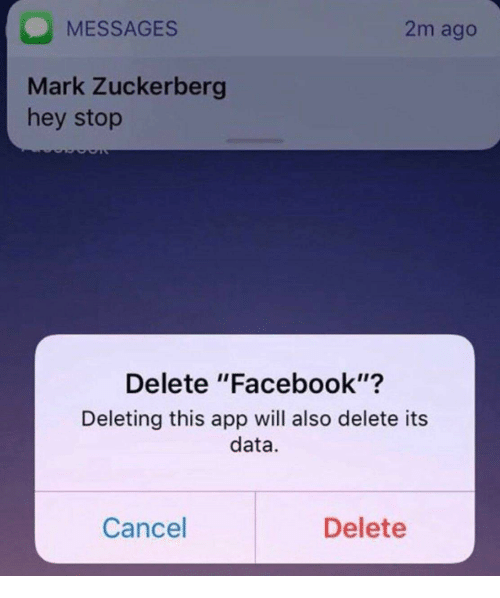 MESSAGES 2m ago
Mark Zuckerberg
hey stop
Delete "Facebook"?
Deleting this app will also delete its
data.
Cancel Delete